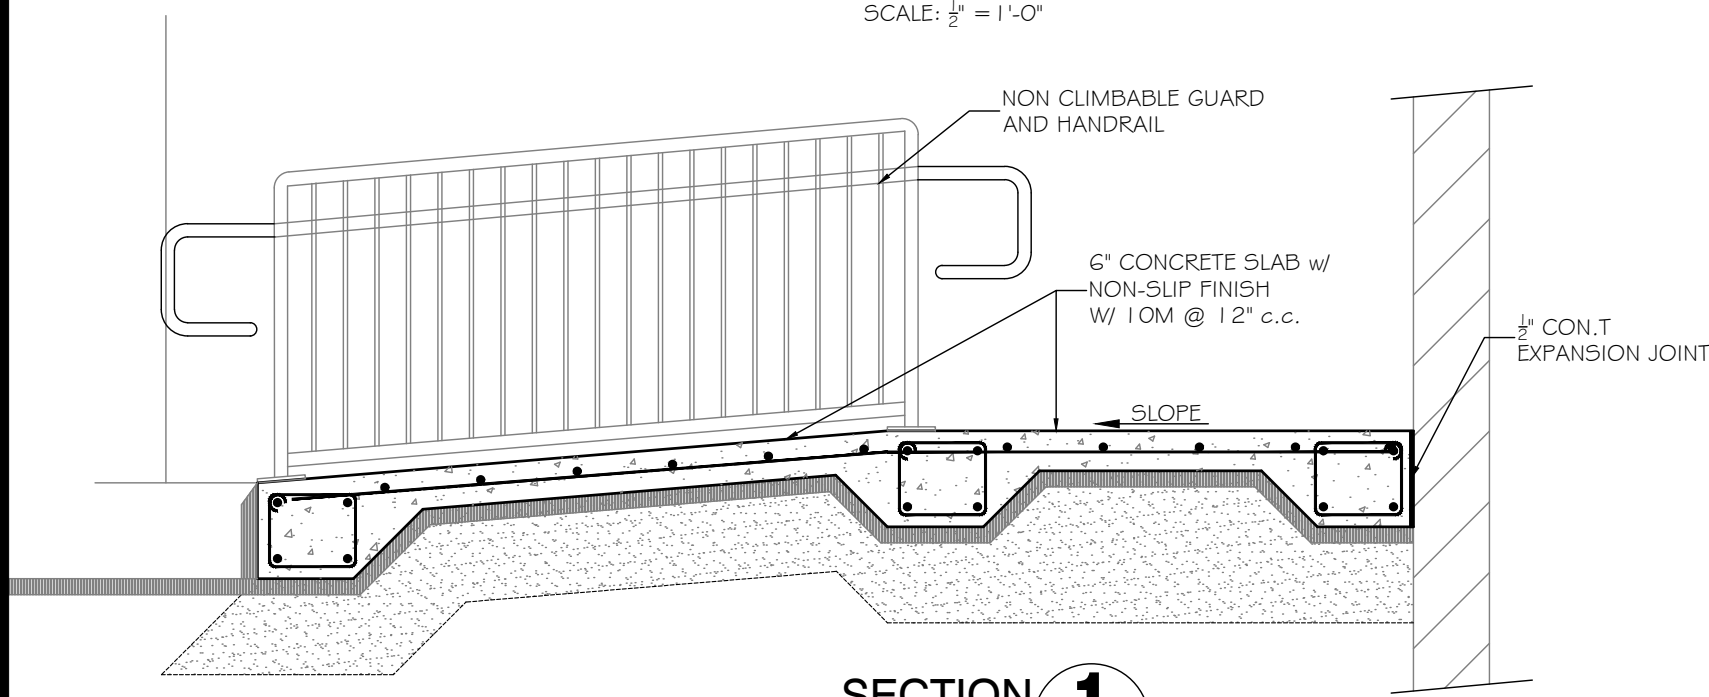 SCALE: 1/2" = 1'-0"
NON CLIMBABLE GUARD
AND HANDRAIL
6" CONCRETE SLAB w/
NON-SLIP FINISH
W/ 10M @ 12" c.c.
1/2" CON.T
EXPANSION JOINT
SLOPE
SECTION 1